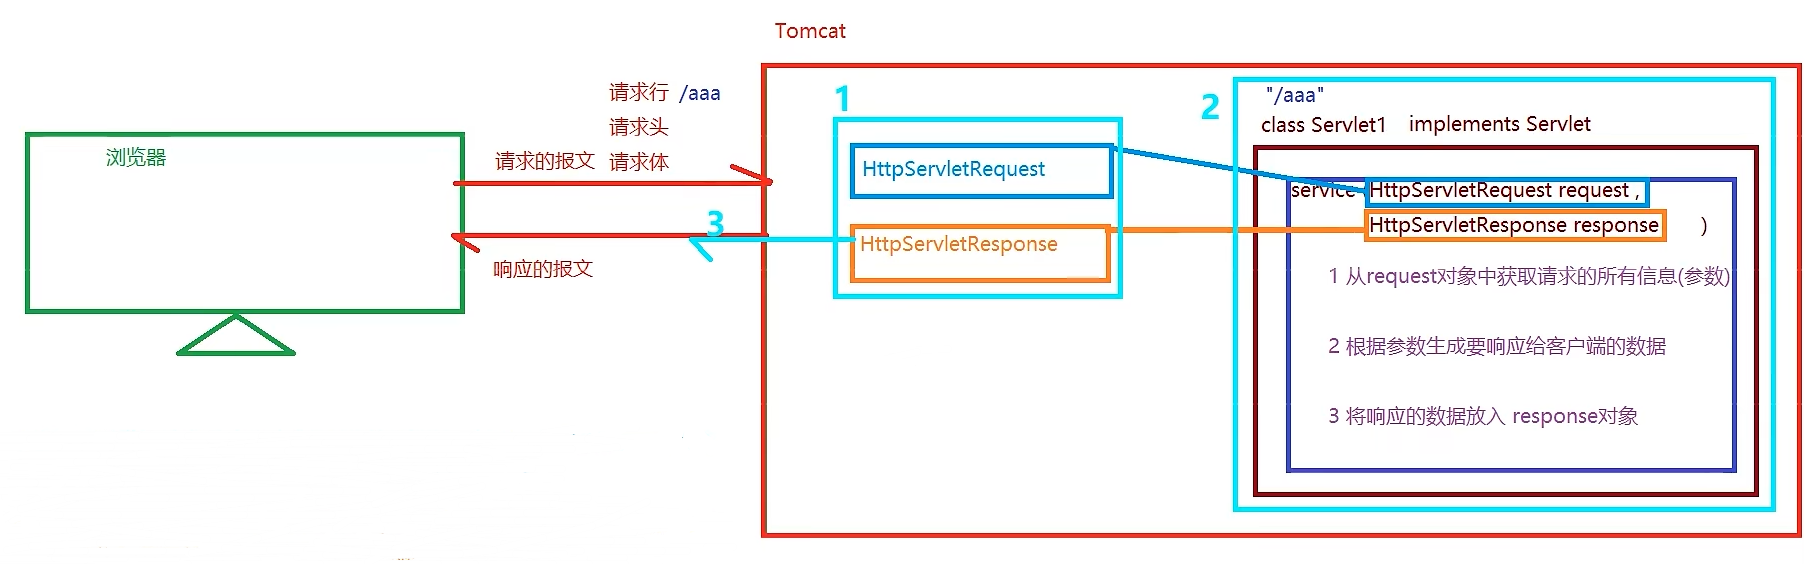 Tomcat
浏览器
请求行 /aaa
请求头
请求的报文 请求体
响应的报文
1
HttpServletRequest
HttpServletResponse
3
2
"/aaa"
class Servlet1 implements Servlet
service (HttpServletRequest request ,
HttpServletResponse response )
1 从request对象中获取请求的所有信息(参数)
2 根据参数生成要响应给客户端的数据
3 将响应的数据放入 response对象